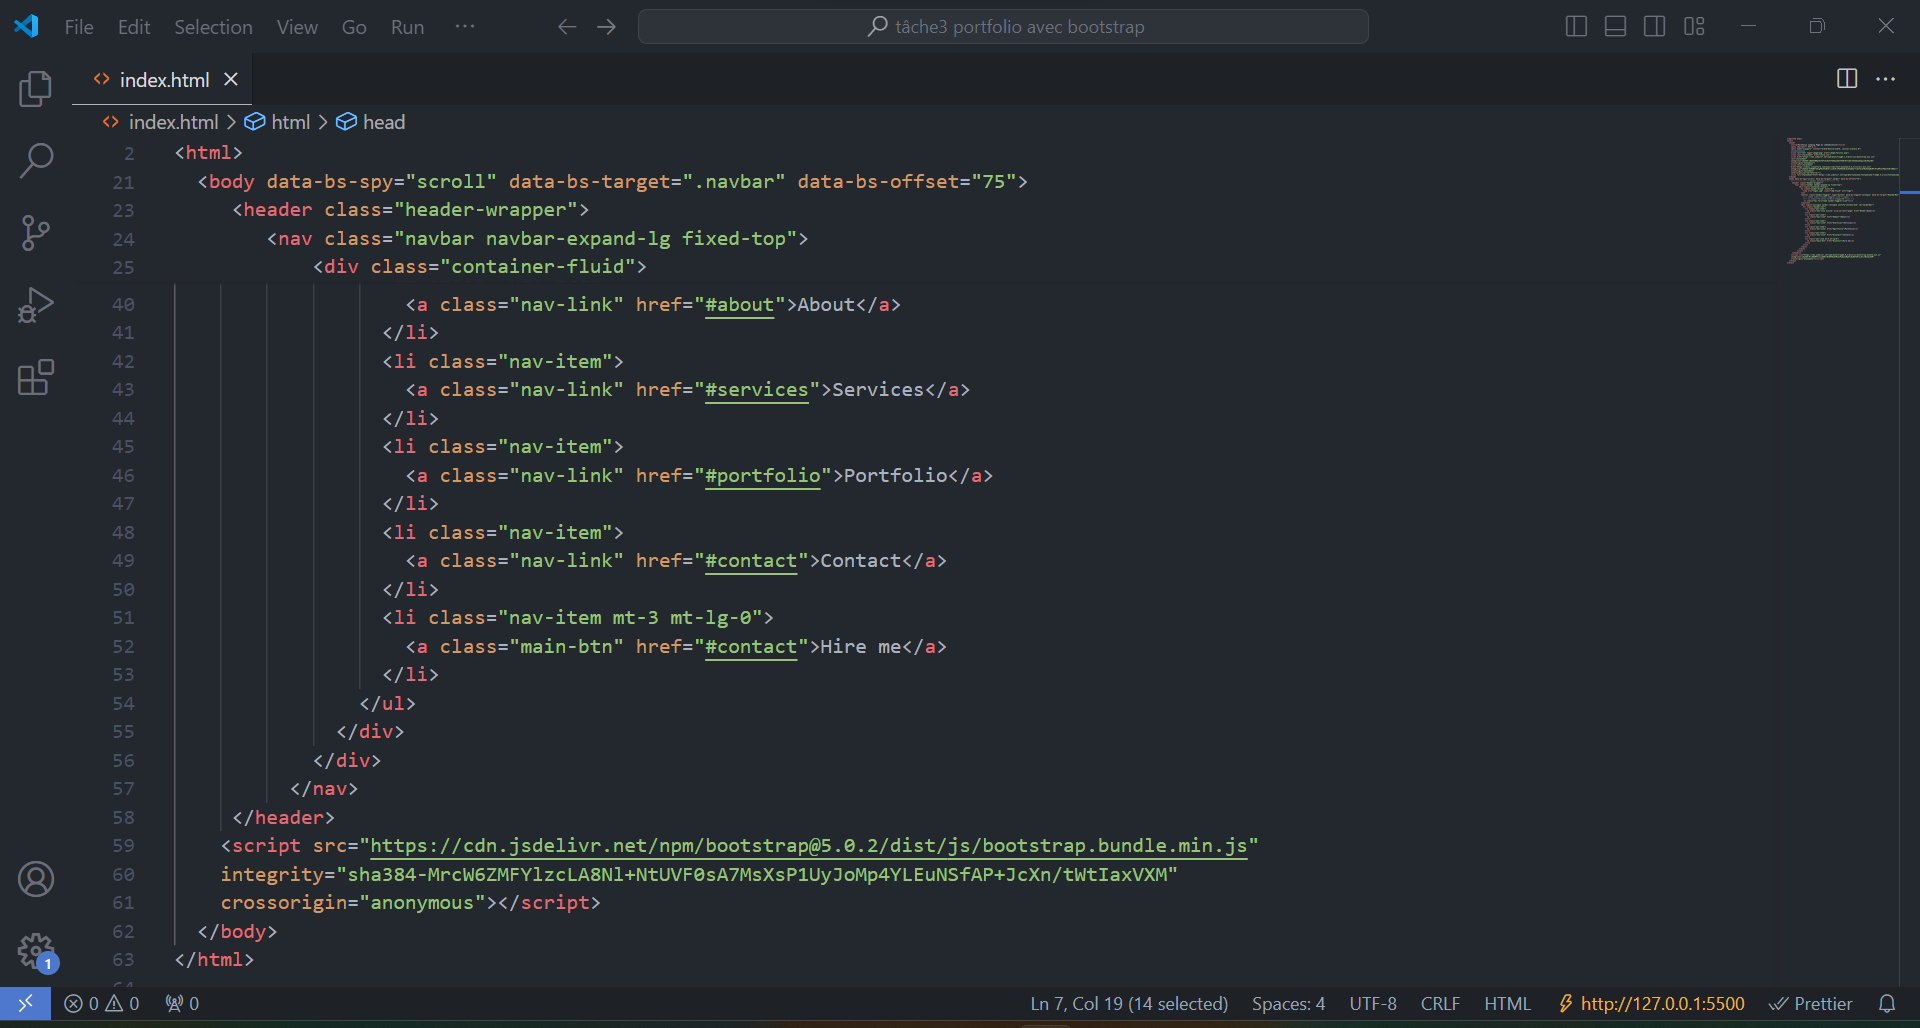 File Edit Selection View Go Run ··· tâche3 portfolio avec bootstrap
index.html
index.html > html > head
2 <html>
21 <body data-bs-spy="scroll" data-bs-target=".navbar" data-bs-offset="75">
23 <header class="header-wrapper">
24 <nav class="navbar navbar-expand-lg fixed-top">
25 <div class="container-fluid">
40 <a class="nav-link" href="#about">About</a>
41 </li>
42 <li class="nav-item">
43 <a class="nav-link" href="#services">Services</a>
44 </li>
45 <li class="nav-item">
46 <a class="nav-link" href="#portfolio">Portfolio</a>
47 </li>
48 <li class="nav-item">
49 <a class="nav-link" href="#contact">Contact</a>
50 </li>
51 <li class="nav-item mt-3 mt-lg-0">
52 <a class="main-btn" href="#contact">Hire me</a>
53 </li>
54 </ul>
55 </div>
56 </div>
57 </nav>
58 </header>
59 <script src="https://cdn.jsdelivr.net/npm/bootstrap@5.0.2/dist/js/bootstrap.bundle.min.js"
60 integrity="sha384-MrcW6ZMFYlzcLA8Nl+NtUVF0sA7MsXsP1UyJoMp4YLEuNSfAP+JcXn/tWtIaxVXM"
61 crossorigin="anonymous"></script>
62 </body>
63 </html>
1
0 0 0 Ln 7, Col 19 (14 selected) Spaces: 4 UTF-8 CRLF HTML http://127.0.0.1:5500 Prettier